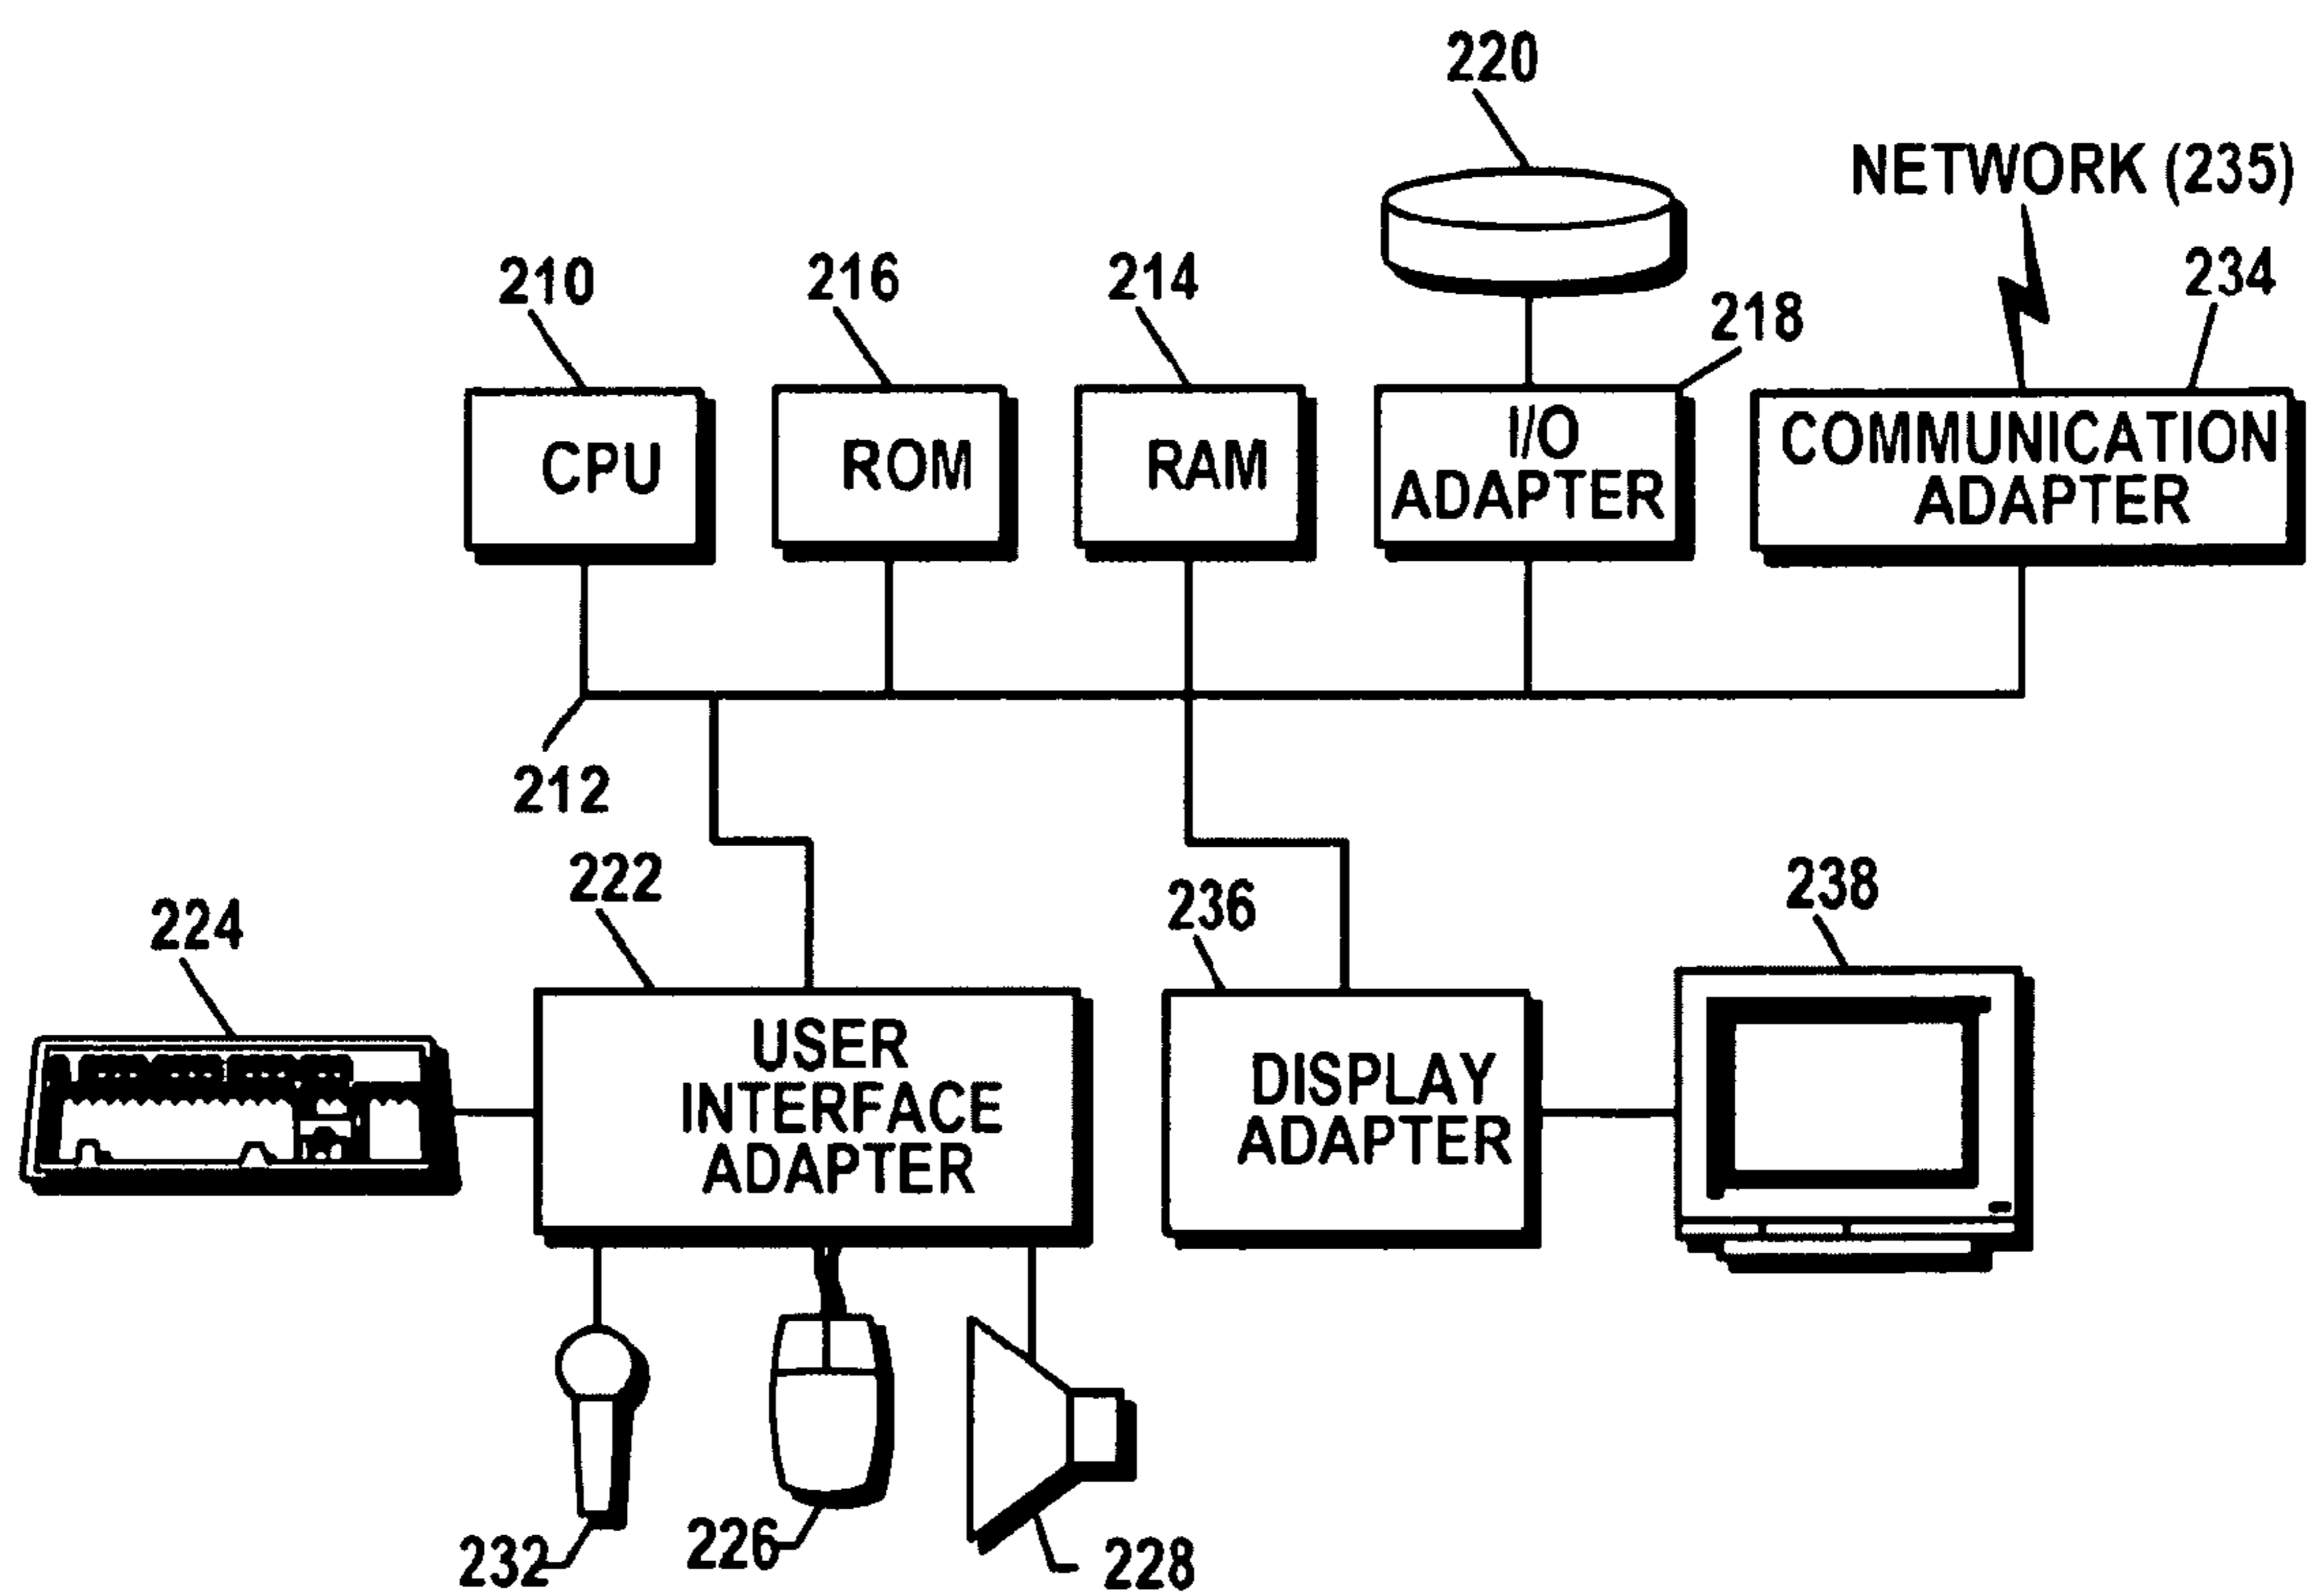 220
NETWORK (235)
210
216
214
218
234
CPU
ROM
RAM
I/O
ADAPTER
COMMUNICATION
ADAPTER
212
222
224
236
238
USER
INTERFACE
ADAPTER
DISPLAY
ADAPTER
232
226
228